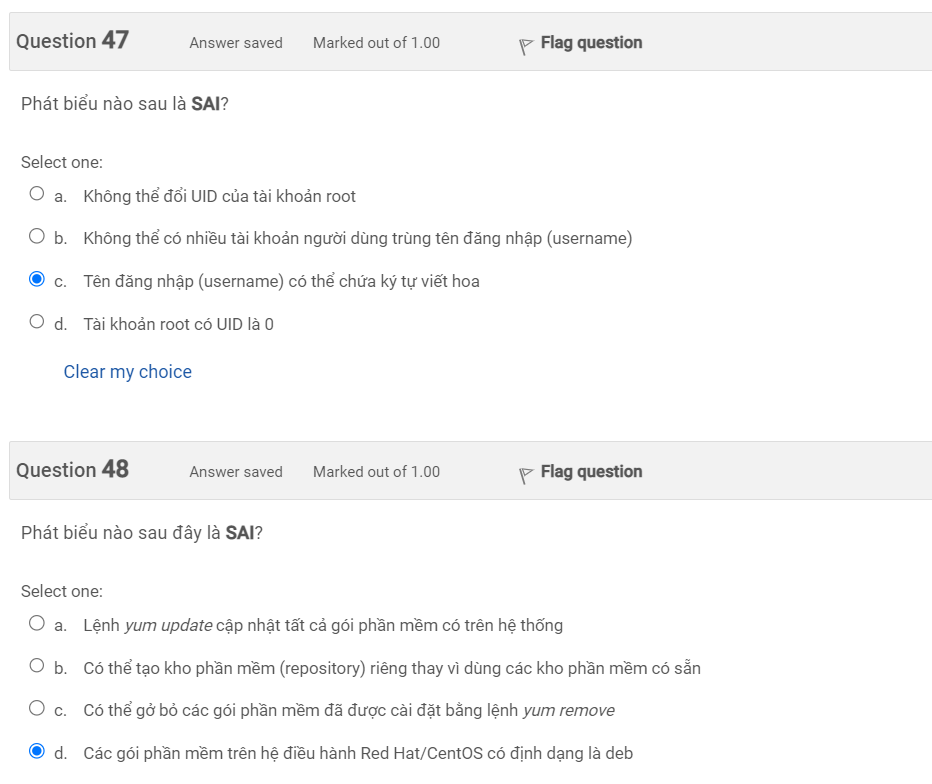 Question 47 Answer saved Marked out of 1.00 Flag question
Phát biểu nào sau là SAI?
Select one:
a. Không thể đổi UID của tài khoản root
b. Không thể có nhiều tài khoản người dùng trùng tên đăng nhập (username)
c. Tên đăng nhập (username) có thể chứa ký tự viết hoa
d. Tài khoản root có UID là 0
Clear my choice
Question 48 Answer saved Marked out of 1.00 Flag question
Phát biểu nào sau đây là SAI?
Select one:
a. Lệnh yum update cập nhật tất cả gói phần mềm có trên hệ thống
b. Có thể tạo kho phần mềm (repository) riêng thay vì dùng các kho phần mềm có sẵn
c. Có thể gở bỏ các gói phần mềm đã được cài đặt bằng lệnh yum remove
d. Các gói phần mềm trên hệ điều hành Red Hat/CentOS có định dạng là deb